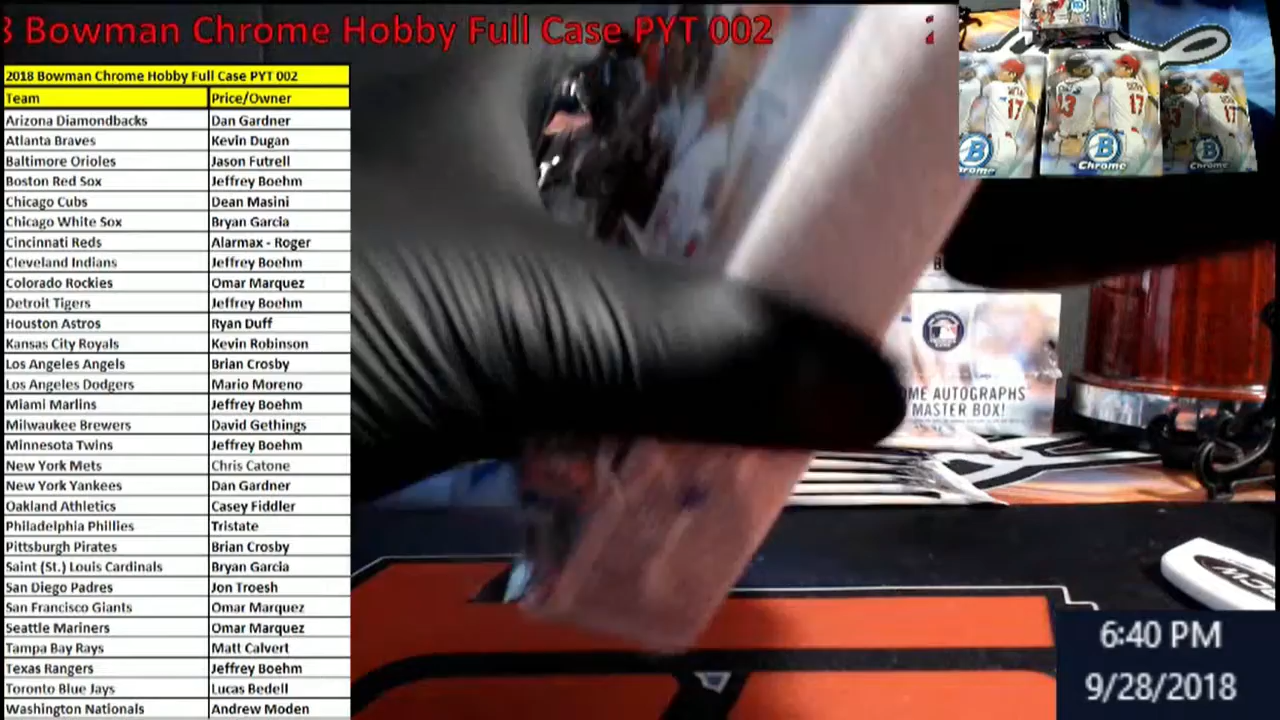 8 Bowman Chrome Hobby Full Case PYT 002
2018 Bowman Chrome Hobby Full Case PYT 002
Team Price/Owner
Arizona Diamondbacks Dan Gardner
Atlanta Braves Kevin Dugan
Baltimore Orioles Jason Futrell
Boston Red Sox Jeffrey Boehm
Chicago Cubs Dean Masini
Chicago White Sox Bryan Garcia
Cincinnati Reds Alarmax - Roger
Cleveland Indians Jeffrey Boehm
Colorado Rockies Omar Marquez
Detroit Tigers Jeffrey Boehm
Houston Astros Ryan Duff
Kansas City Royals Kevin Robinson
Los Angeles Angels Brian Crosby
Los Angeles Dodgers Mario Moreno
Miami Marlins Jeffrey Boehm
Milwaukee Brewers David Gethings
Minnesota Twins Jeffrey Boehm
New York Mets Chris Catone
New York Yankees Dan Gardner
Oakland Athletics Casey Fiddler
Philadelphia Phillies Tristate
Pittsburgh Pirates Brian Crosby
Saint (St.) Louis Cardinals Bryan Garcia
San Diego Padres Jon Troesh
San Francisco Giants Omar Marquez
Seattle Mariners Omar Marquez
Tampa Bay Rays Matt Calvert
Texas Rangers Jeffrey Boehm
Toronto Blue Jays Lucas Bedell
Washington Nationals Andrew Moden
17 13 17 13 17
B B B
Chrome
OME AUTOGRAPHS
MASTER BOX!
6:40 PM
9/28/2018